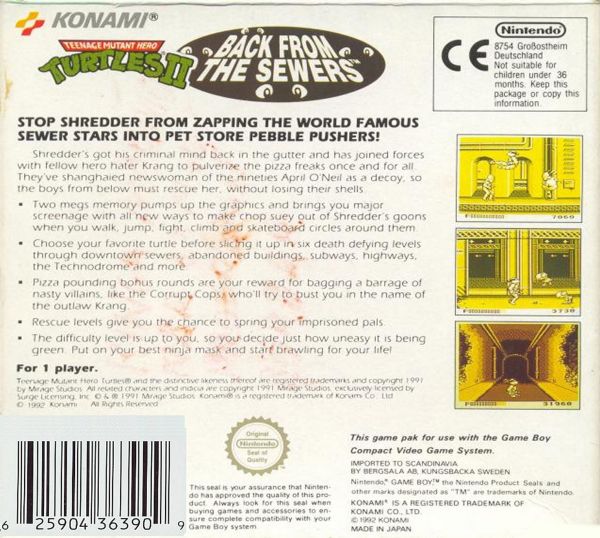 KONAMI®
TEENAGE MUTANT HERO
TURTLES II
BACK FROM
THE SEWERS™
CE
Nintendo
8754 Großostheim
Deutschland
Not suitable for
children under 36
months. Keep this
package or copy this
information.
STOP SHREDDER FROM ZAPPING THE WORLD FAMOUS
SEWER STARS INTO PET STORE PEBBLE PUSHERS!
Shredder's got his criminal mind back in the gutter and has joined forces
with fellow hero hater Krang to pulverize the pizza freaks once and for all.
They've shanghaied newswoman of the nineties April O'Neil as a decoy, so
the boys from below must rescue her, without losing their shells.
• Two megs memory pumps up the graphics and brings you major
screenage with all new ways to make chop suey out of Shredder's goons
when you walk, jump, fight, climb and skateboard circles around them.
• Choose your favorite turtle before slicing it up in six death defying levels
through downtown sewers, abandoned buildings, subways, highways,
the Technodrome and more.
• Pizza pounding bonus rounds are your reward for bagging a barrage of
nasty villains, like the Corrupt Cops, who'll try to bust you in the name of
the outlaw Krang.
• Rescue levels give you the chance to spring your imprisoned pals.
• The difficulty level is up to you, so you decide just how uneasy it is being
green. Put on your best ninja mask and start brawling for your life!
For 1 player.
Teenage Mutant Hero Turtles® and the distinctive likeness thereof are registered trademarks and copyright 1991
by Mirage Studios. All related characters and indicia are copyright 1991 Mirage Studios, exclusively licensed by
Surge Licensing, Inc. © & ® 1991 Mirage Studios. Konami® is a registered trademark of Konami Co., Ltd.
© 1992 Konami All Rights Reserved
7060
3730
31960
6 25904 36390 9
Original
Nintendo
Seal of
Quality
This seal is your assurance that Ninten-
do has approved the quality of this pro-
duct. Always look for this seal when
buying games and accessories to en-
sure complete compatibility with your
Game Boy system.
This game pak for use with the Game Boy
Compact Video Game System.
IMPORTED TO SCANDINAVIA
BY BERGSALA AB, KUNGSBACKA SWEDEN
Nintendo,® GAME BOY,™ the Nintendo Product Seals and
other marks designated as "TM" are trademarks of Nintendo.
KONAMI® IS A REGISTERED TRADEMARK OF
KONAMI CO., LTD.
© 1992 KONAMI
MADE IN JAPAN